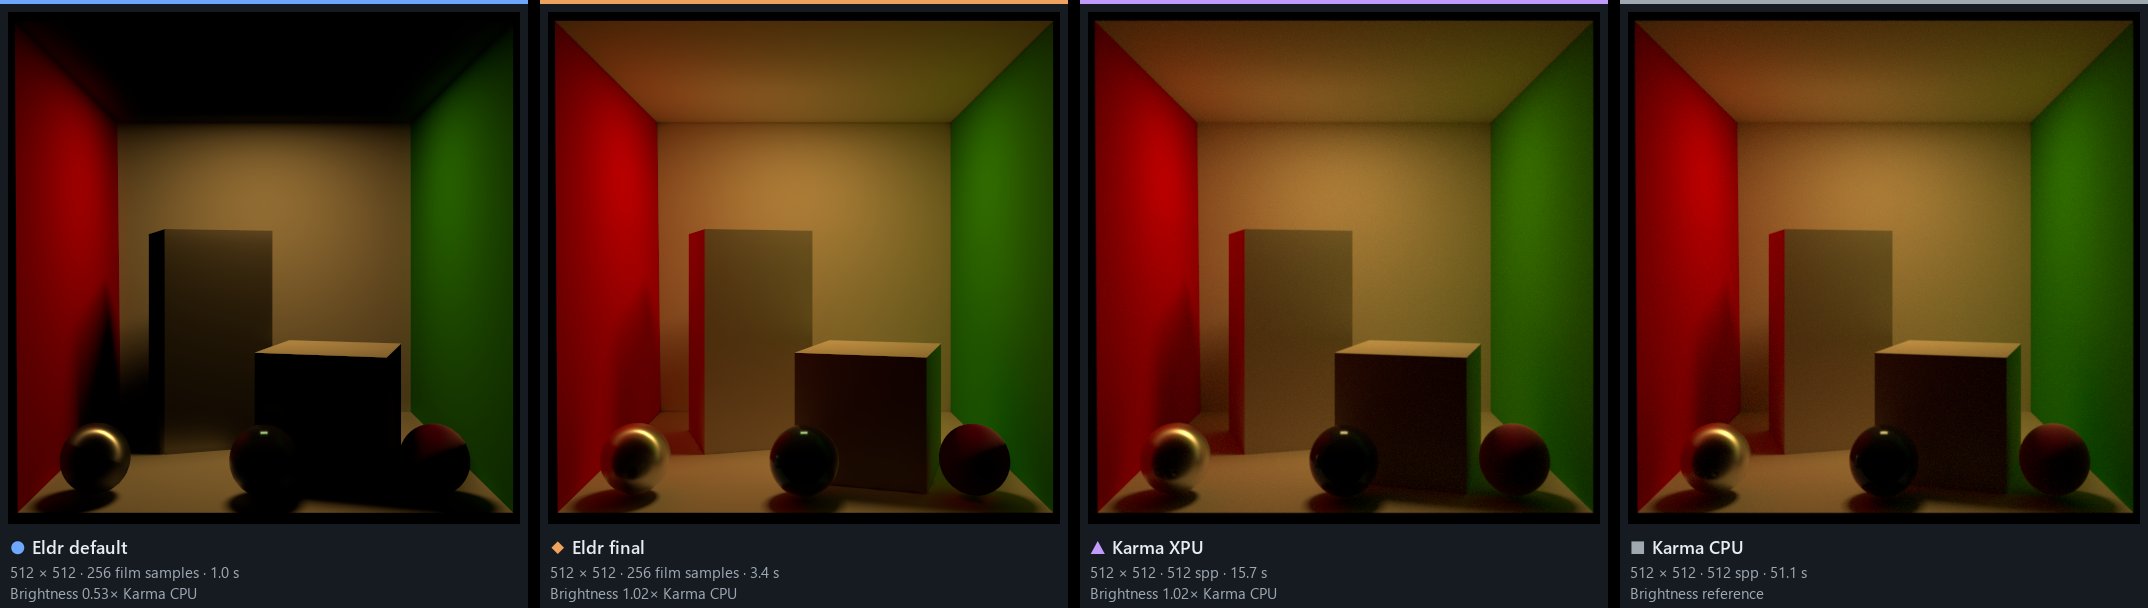 Eldr default
512 × 512 · 256 film samples · 1.0 s
Brightness 0.53× Karma CPU
Eldr final
512 × 512 · 256 film samples · 3.4 s
Brightness 1.02× Karma CPU
Karma XPU
512 × 512 · 512 spp · 15.7 s
Brightness 1.02× Karma CPU
Karma CPU
512 × 512 · 512 spp · 51.1 s
Brightness reference